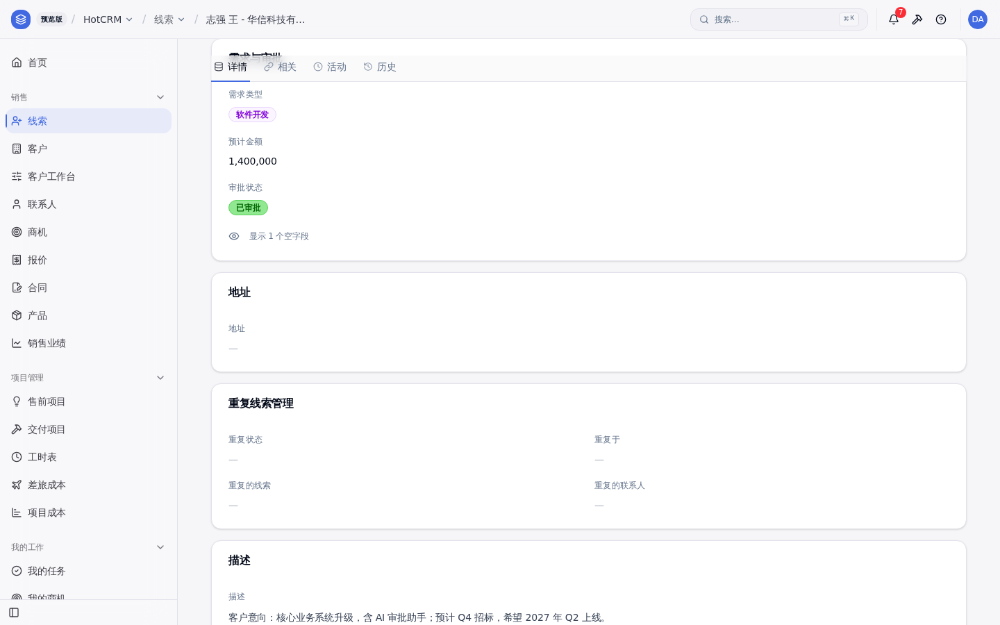 预览版 / HotCRM / 线索 / 志强 王 - 华信科技有... 搜索... ⌘K 7 DA
首页
销售
线索
客户
客户工作台
联系人
商机
报价
合同
产品
销售业绩
项目管理
售前项目
交付项目
工时表
差旅成本
项目成本
我的工作
我的任务
我的商机
需求与审批
详情 相关 活动 历史
需求类型
软件开发
预计金额
1,400,000
审批状态
已审批
显示 1 个空字段
地址
地址
—
重复线索管理
重复状态 重复于
— —
重复的线索 重复的联系人
— —
描述
描述
客户意向：核心业务系统升级，含 AI 审批助手；预计 Q4 招标，希望 2027 年 Q2 上线。